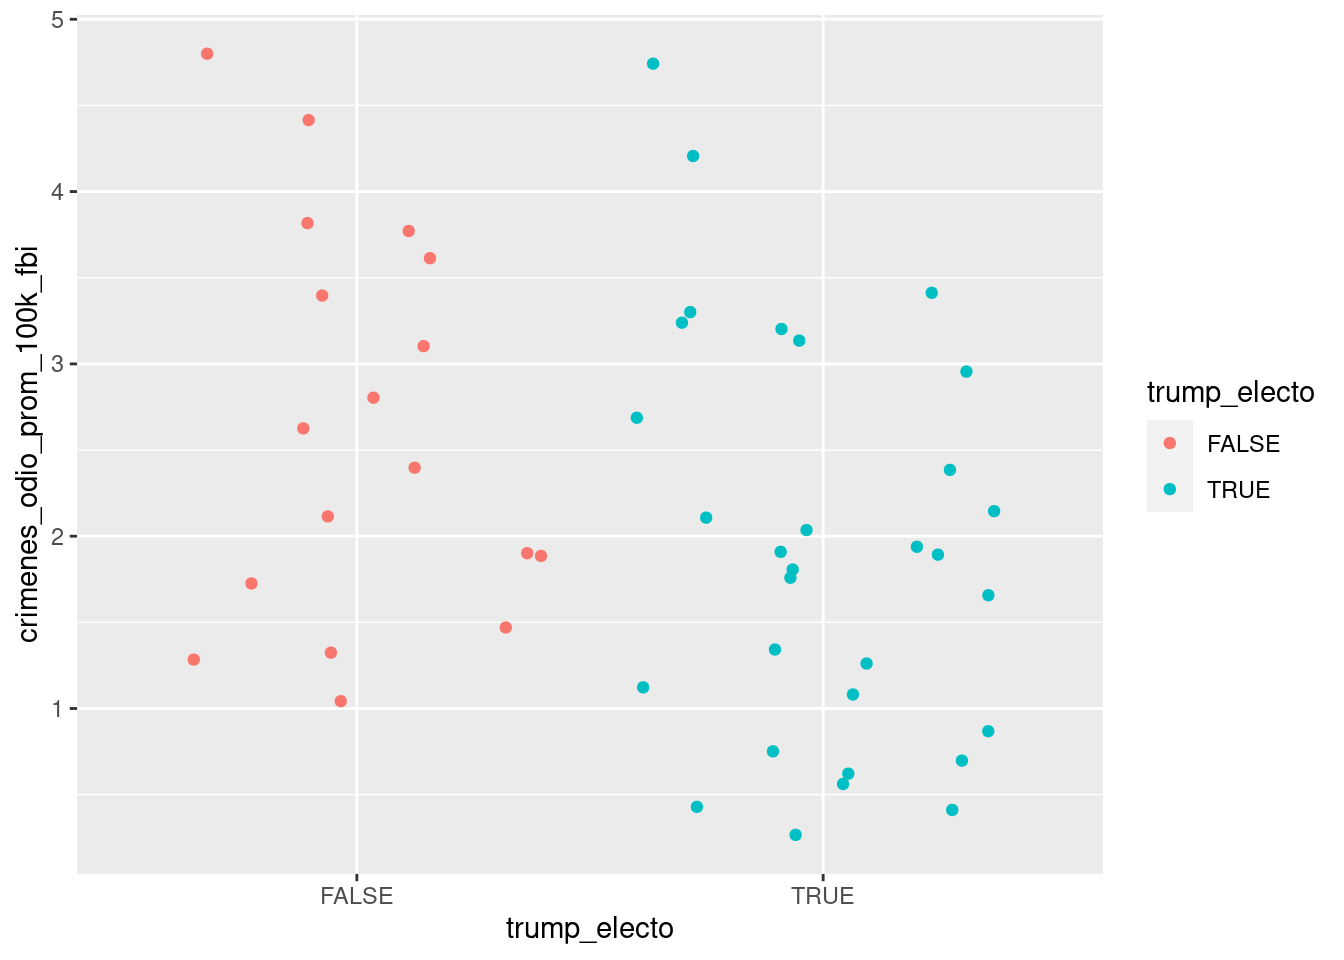 crimenes_odio_prom_100k_fbi
5
4
3
2
1
FALSE
TRUE
trump_electo
trump_electo
FALSE
TRUE